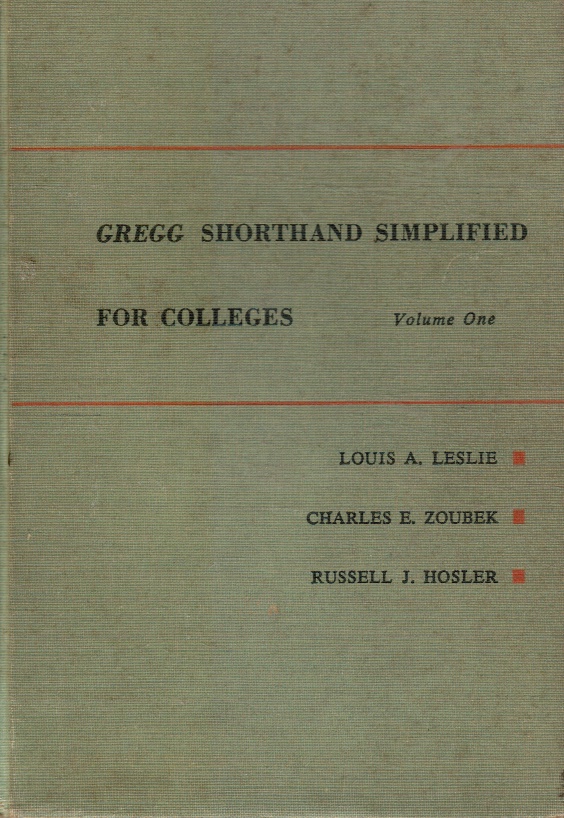 GREGG SHORTHAND SIMPLIFIED
FOR COLLEGES Volume One
LOUIS A. LESLIE
CHARLES E. ZOUBEK
RUSSELL J. HOSLER